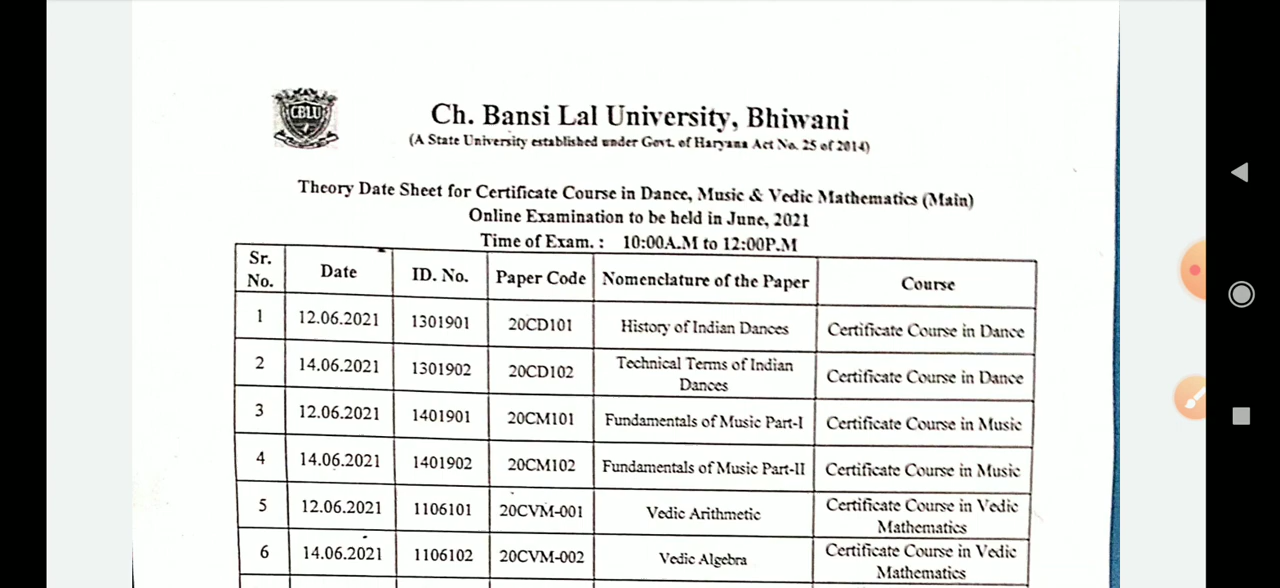 CBLU
Ch. Bansi Lal University, Bhiwani
(A State University established under Govt. of Haryana Act No. 25 of 2014)
Theory Date Sheet for Certificate Course in Dance, Music & Vedic Mathematics (Main)
Online Examination to be held in June, 2021
Time of Exam. : 10:00A.M to 12:00P.M
Sr. No. Date ID. No. Paper Code Nomenclature of the Paper Course
1 12.06.2021 1301901 20CD101 History of Indian Dances Certificate Course in Dance
2 14.06.2021 1301902 20CD102 Technical Terms of Indian Dances Certificate Course in Dance
3 12.06.2021 1401901 20CM101 Fundamentals of Music Part-I Certificate Course in Music
4 14.06.2021 1401902 20CM102 Fundamentals of Music Part-II Certificate Course in Music
5 12.06.2021 1106101 20CVM-001 Vedic Arithmetic Certificate Course in Vedic Mathematics
6 14.06.2021 1106102 20CVM-002 Vedic Algebra Certificate Course in Vedic Mathematics